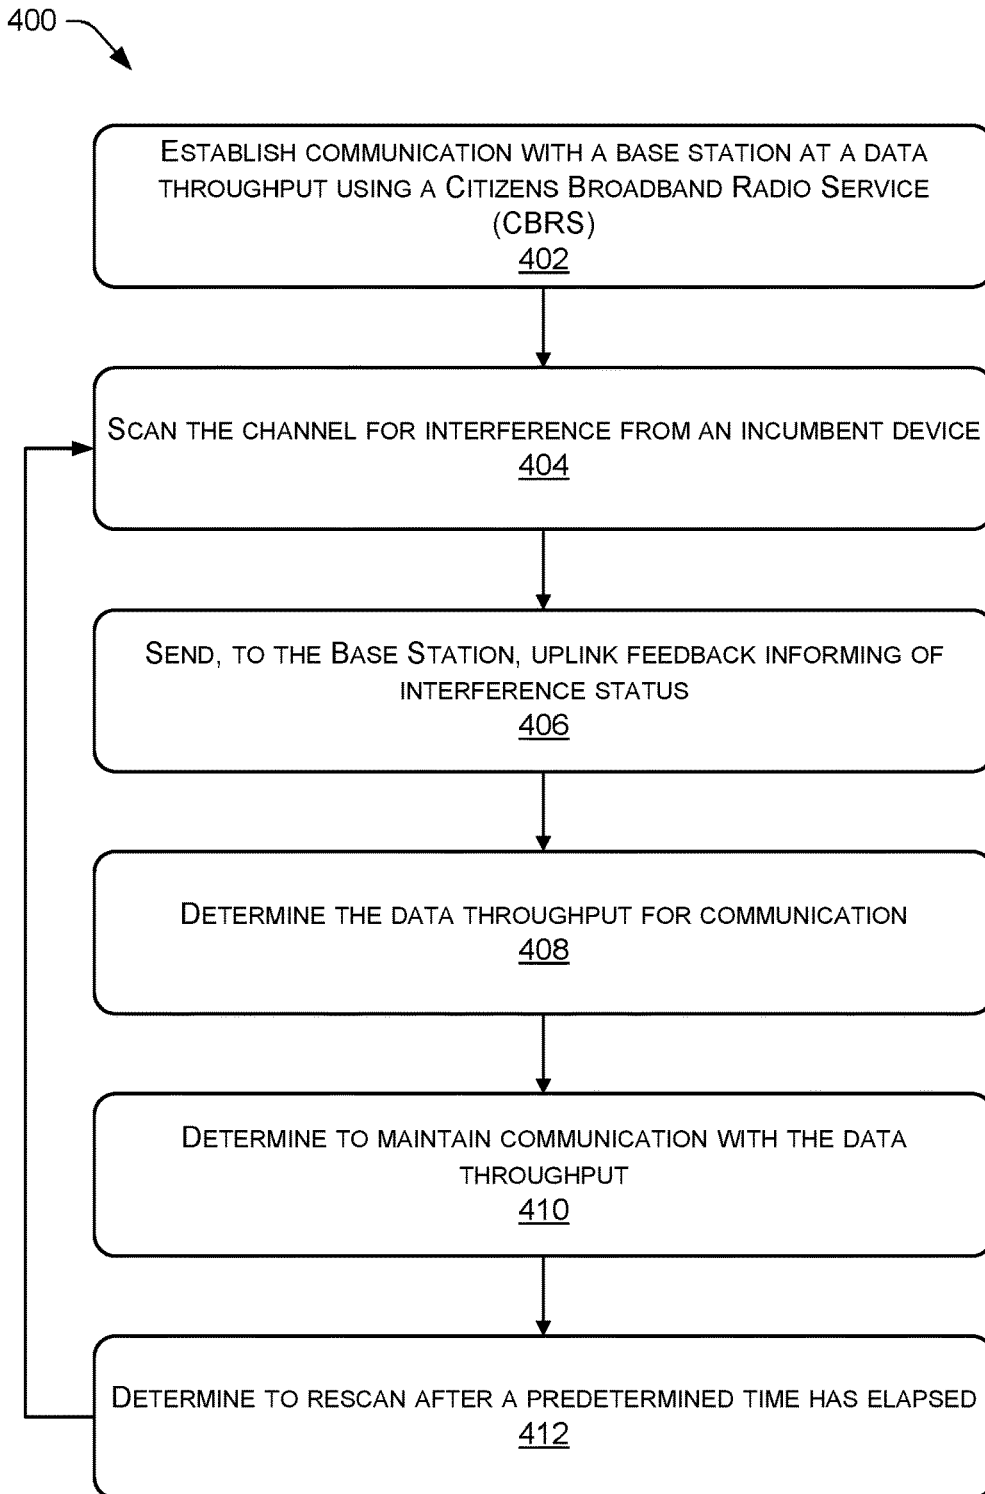 400
ESTABLISH COMMUNICATION WITH A BASE STATION AT A DATA
THROUGHPUT USING A CITIZENS BROADBAND RADIO SERVICE
(CBRS)
402
SCAN THE CHANNEL FOR INTERFERENCE FROM AN INCUMBENT DEVICE
404
SEND, TO THE BASE STATION, UPLINK FEEDBACK INFORMING OF
INTERFERENCE STATUS
406
DETERMINE THE DATA THROUGHPUT FOR COMMUNICATION
408
DETERMINE TO MAINTAIN COMMUNICATION WITH THE DATA
THROUGHPUT
410
DETERMINE TO RESCAN AFTER A PREDETERMINED TIME HAS ELAPSED
412